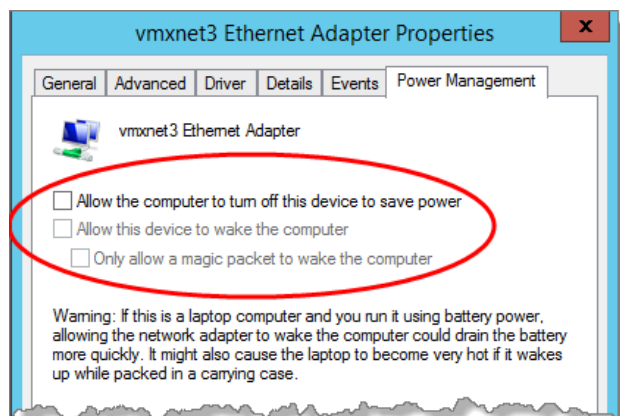 vmxnet3 Ethernet Adapter Properties
x
General Advanced Driver Details Events Power Management
vmxnet3 Ethernet Adapter
Allow the computer to turn off this device to save power
Allow this device to wake the computer
Only allow a magic packet to wake the computer
Warning: If this is a laptop computer and you run it using battery power,
allowing the network adapter to wake the computer could drain the battery
more quickly. It might also cause the laptop to become very hot if it wakes
up while packed in a carrying case.